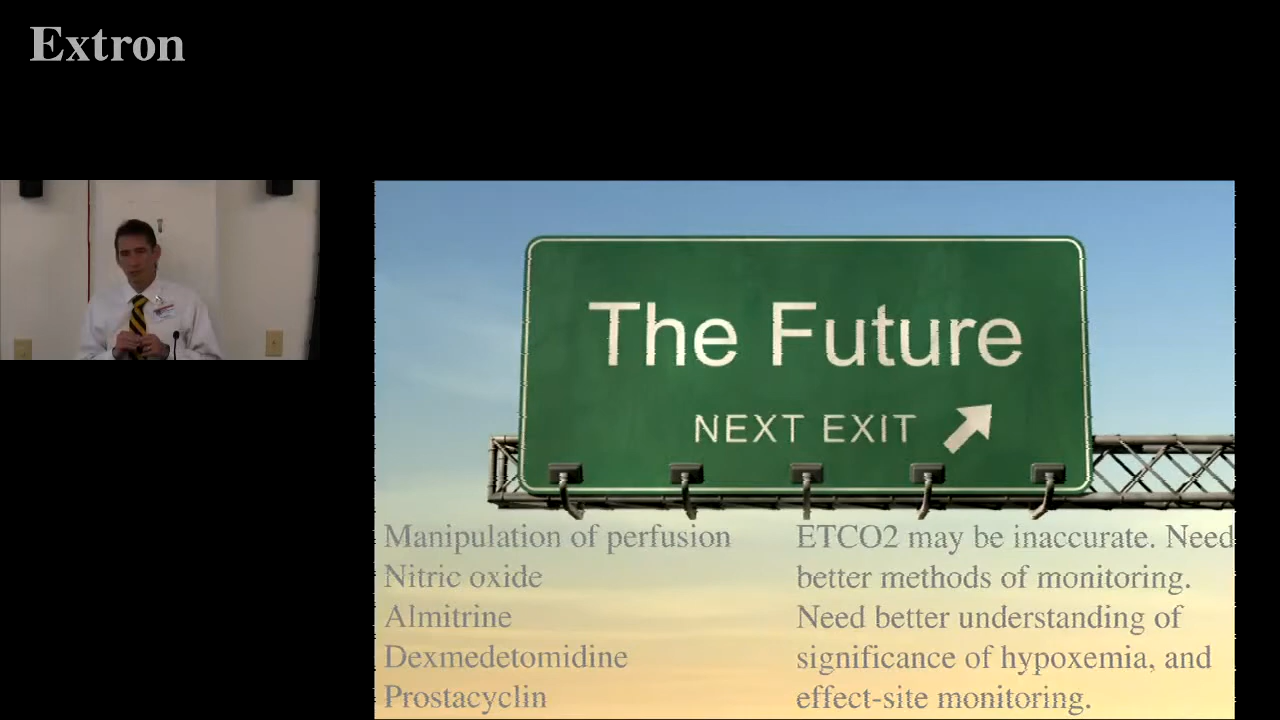 Extron
The Future
NEXT EXIT
Manipulation of perfusion
Nitric oxide
Almitrine
Dexmedetomidine
Prostacyclin
ETCO2 may be inaccurate. Need
better methods of monitoring.
Need better understanding of
significance of hypoxemia, and
effect-site monitoring.